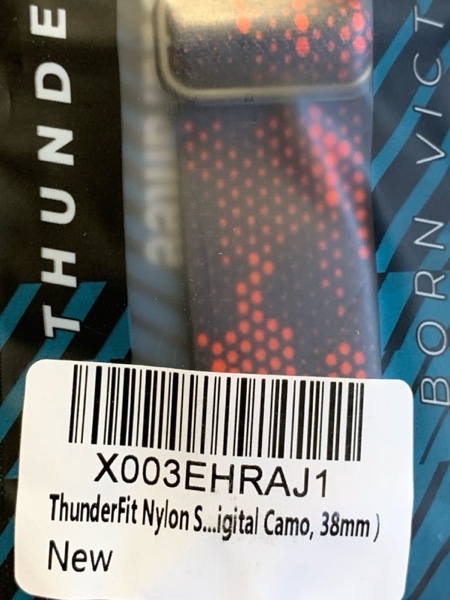 THUNDE
BORN VICT
X003EHRAJ1
ThunderFit Nylon S...igital Camo, 38mm )
New